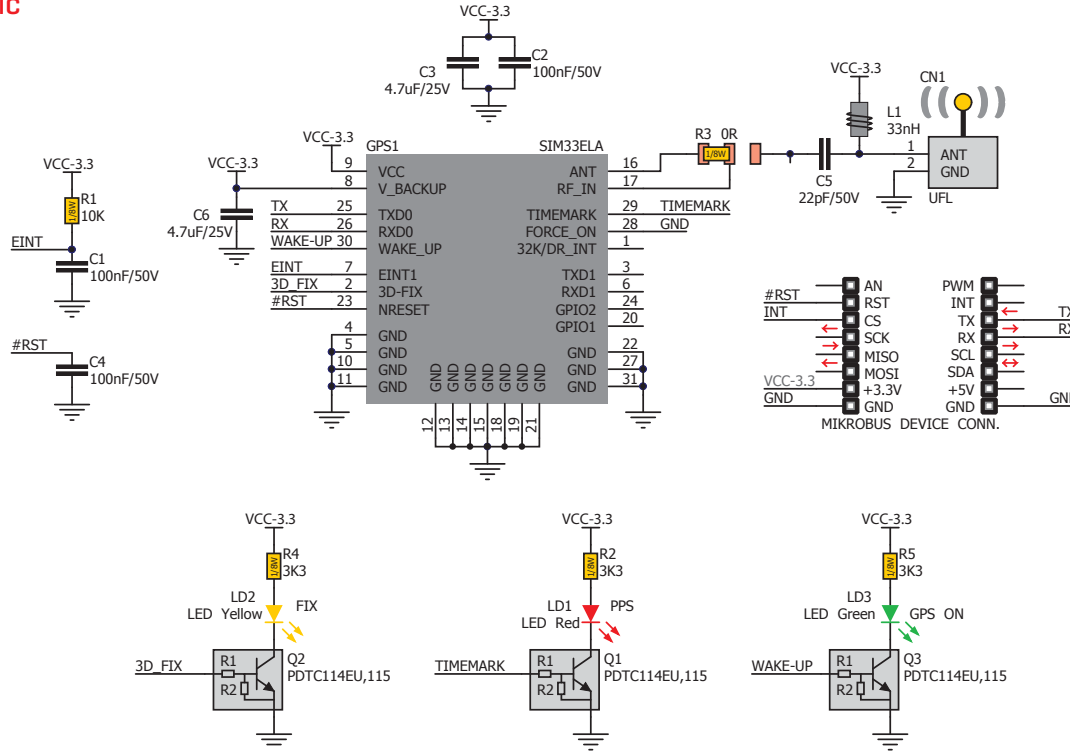 IC
VCC-3.3
C3
4.7uF/25V
C2
100nF/50V
VCC-3.3
R1
1/8W
10K
EINT
C1
100nF/50V
#RST
C4
100nF/50V
VCC-3.3
C6
4.7uF/25V
VCC-3.3
GPS1
SIM33ELA
9 VCC
8 V_BACKUP
TX 25 TXD0
RX 26 RXD0
WAKE-UP 30 WAKE_UP
EINT 7 EINT1
3D_FIX 2 3D-FIX
#RST 23 NRESET
4 GND
5 GND
10 GND
11 GND
ANT 16
RF_IN 17
TIMEMARK 29 TIMEMARK
FORCE_ON 28 GND
32K/DR_INT 1
TXD1 3
RXD1 6
GPIO2 24
GPIO1 20
GND 22
GND 27
GND 31
GND GND GND GND GND GND GND
12 13 14 15 18 19 21
R3 0R
1/8W
C5
22pF/50V
VCC-3.3
L1
33nH
CN1
1 ANT
2 GND
UFL
AN
#RST RST
INT CS
SCK
MISO
MOSI
VCC-3.3 +3.3V
GND GND
PWM
INT
TX
RX
SCL
SDA
+5V
GND GND
MIKROBUS DEVICE CONN.
VCC-3.3
R4
1/8W
3K3
LD2
LED Yellow
FIX
3D_FIX
R1
R2
Q2
PDTC114EU,115
VCC-3.3
R2
1/8W
3K3
LD1
LED Red
PPS
TIMEMARK
R1
R2
Q1
PDTC114EU,115
VCC-3.3
R5
1/8W
3K3
LD3
LED Green
GPS ON
WAKE-UP
R1
R2
Q3
PDTC114EU,115